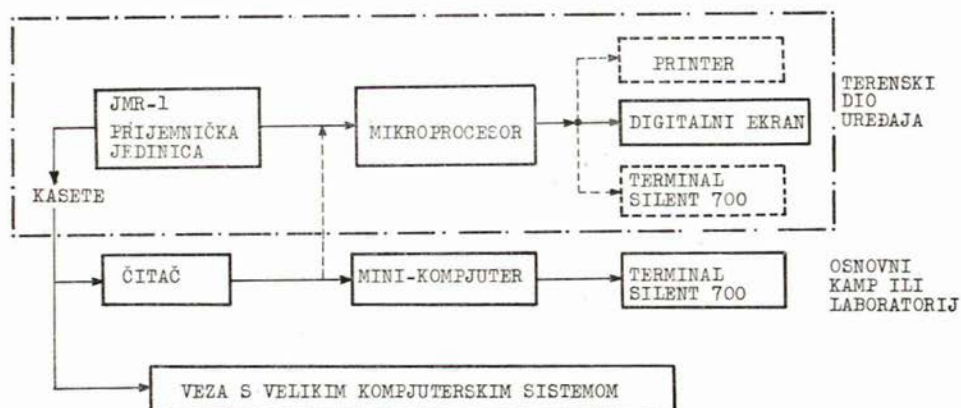 JMR-1
PRIJEMNIČKA
JEDINICA
MIKROPROCESOR
PRINTER
DIGITALNI EKRAN
TERMINAL
SILENT 700
TERENSKI
DIO
UREĐAJA
KASETE
ČITAČ
MINI-KOMPJUTER
TERMINAL
SILENT 700
OSNOVNI
KAMP ILI
LABORATORIJ
VEZA S VELIKIM KOMPJUTERSKIM SISTEMOM